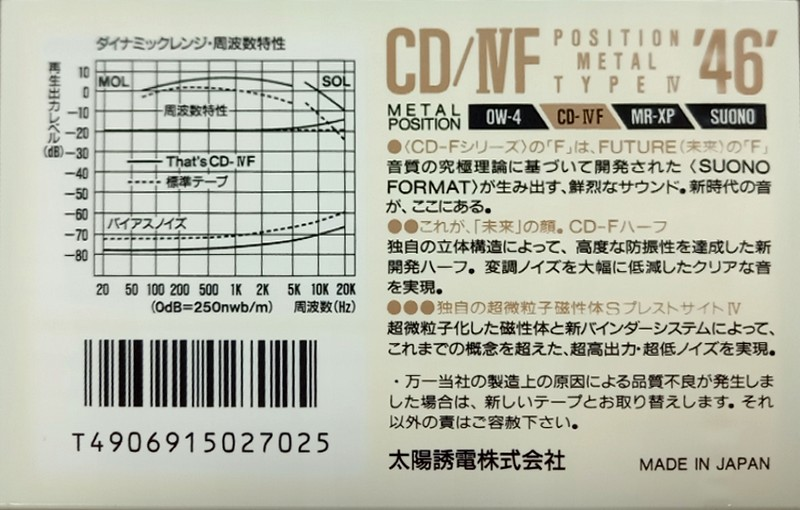 ダイナミックレンジ・周波数特性
再生出力レベル(dB)
10
0
-10
-20
-30
-40
-50
-60
-70
-80
MOL
SOL
周波数特性
That's CD-ⅣF
標準テープ
バイアスノイズ
20 50 100 200 500 1K 2K 5K 10K 20K
(0dB=250nwb/m) 周波数(Hz)
T4906915027025
CD/ⅣF
POSITION
METAL
TYPE Ⅳ
'46'
METAL
POSITION
OW-4 CD-ⅣF MR-XP SUONO
●〈CD-Fシリーズ〉の「F」は、FUTURE(未来)の「F」
音質の究極理論に基づいて開発された〈SUONO
FORMAT〉が生み出す、鮮烈なサウンド。新時代の音
が、ここにある。
●●これが、「未来」の顔。CD-Fハーフ
独自の立体構造によって、高度な防振性を達成した新
開発ハーフ。変調ノイズを大幅に低減したクリアな音
を実現。
●●●独自の超微粒子磁性体Sブレストサイト Ⅳ
超微粒子化した磁性体と新バインダーシステムによって、
これまでの概念を超えた、超高出力・超低ノイズを実現。
・万一当社の製造上の原因による品質不良が発生しま
した場合は、新しいテープとお取り替えします。それ
以外の責はご容赦下さい。
太陽誘電株式会社
MADE IN JAPAN